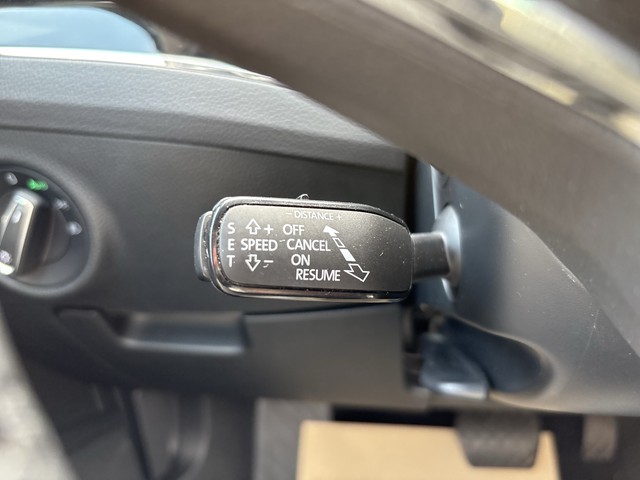 - DISTANCE +
S + OFF
E SPEED CANCEL
T - ON
RESUME